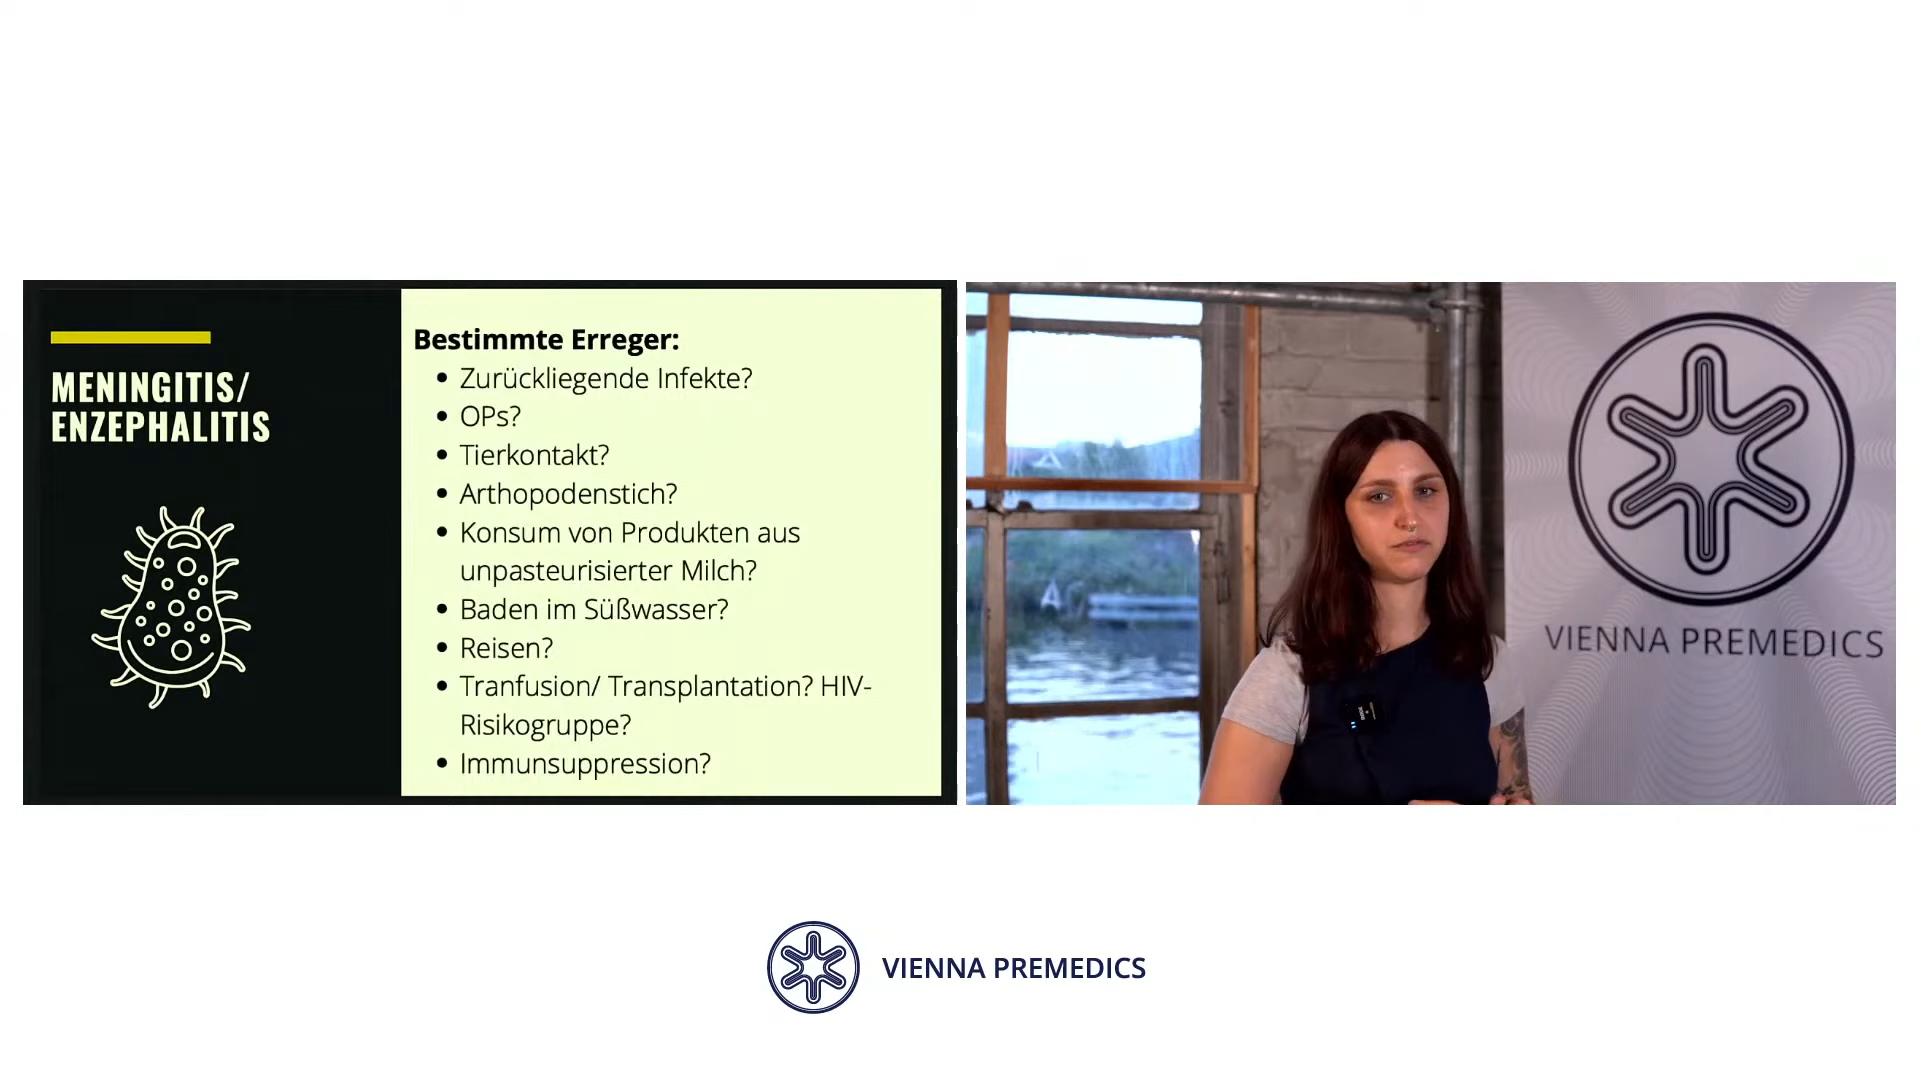 MENINGITIS/
ENZEPHALITIS
Bestimmte Erreger:
• Zurückliegende Infekte?
• OPs?
• Tierkontakt?
• Arthopodenstich?
• Konsum von Produkten aus
unpasteurisierter Milch?
• Baden im Süßwasser?
• Reisen?
• Tranfusion/ Transplantation? HIV-
Risikogruppe?
• Immunsuppression?
VIENNA PREMEDICS
VIENNA PREMEDICS